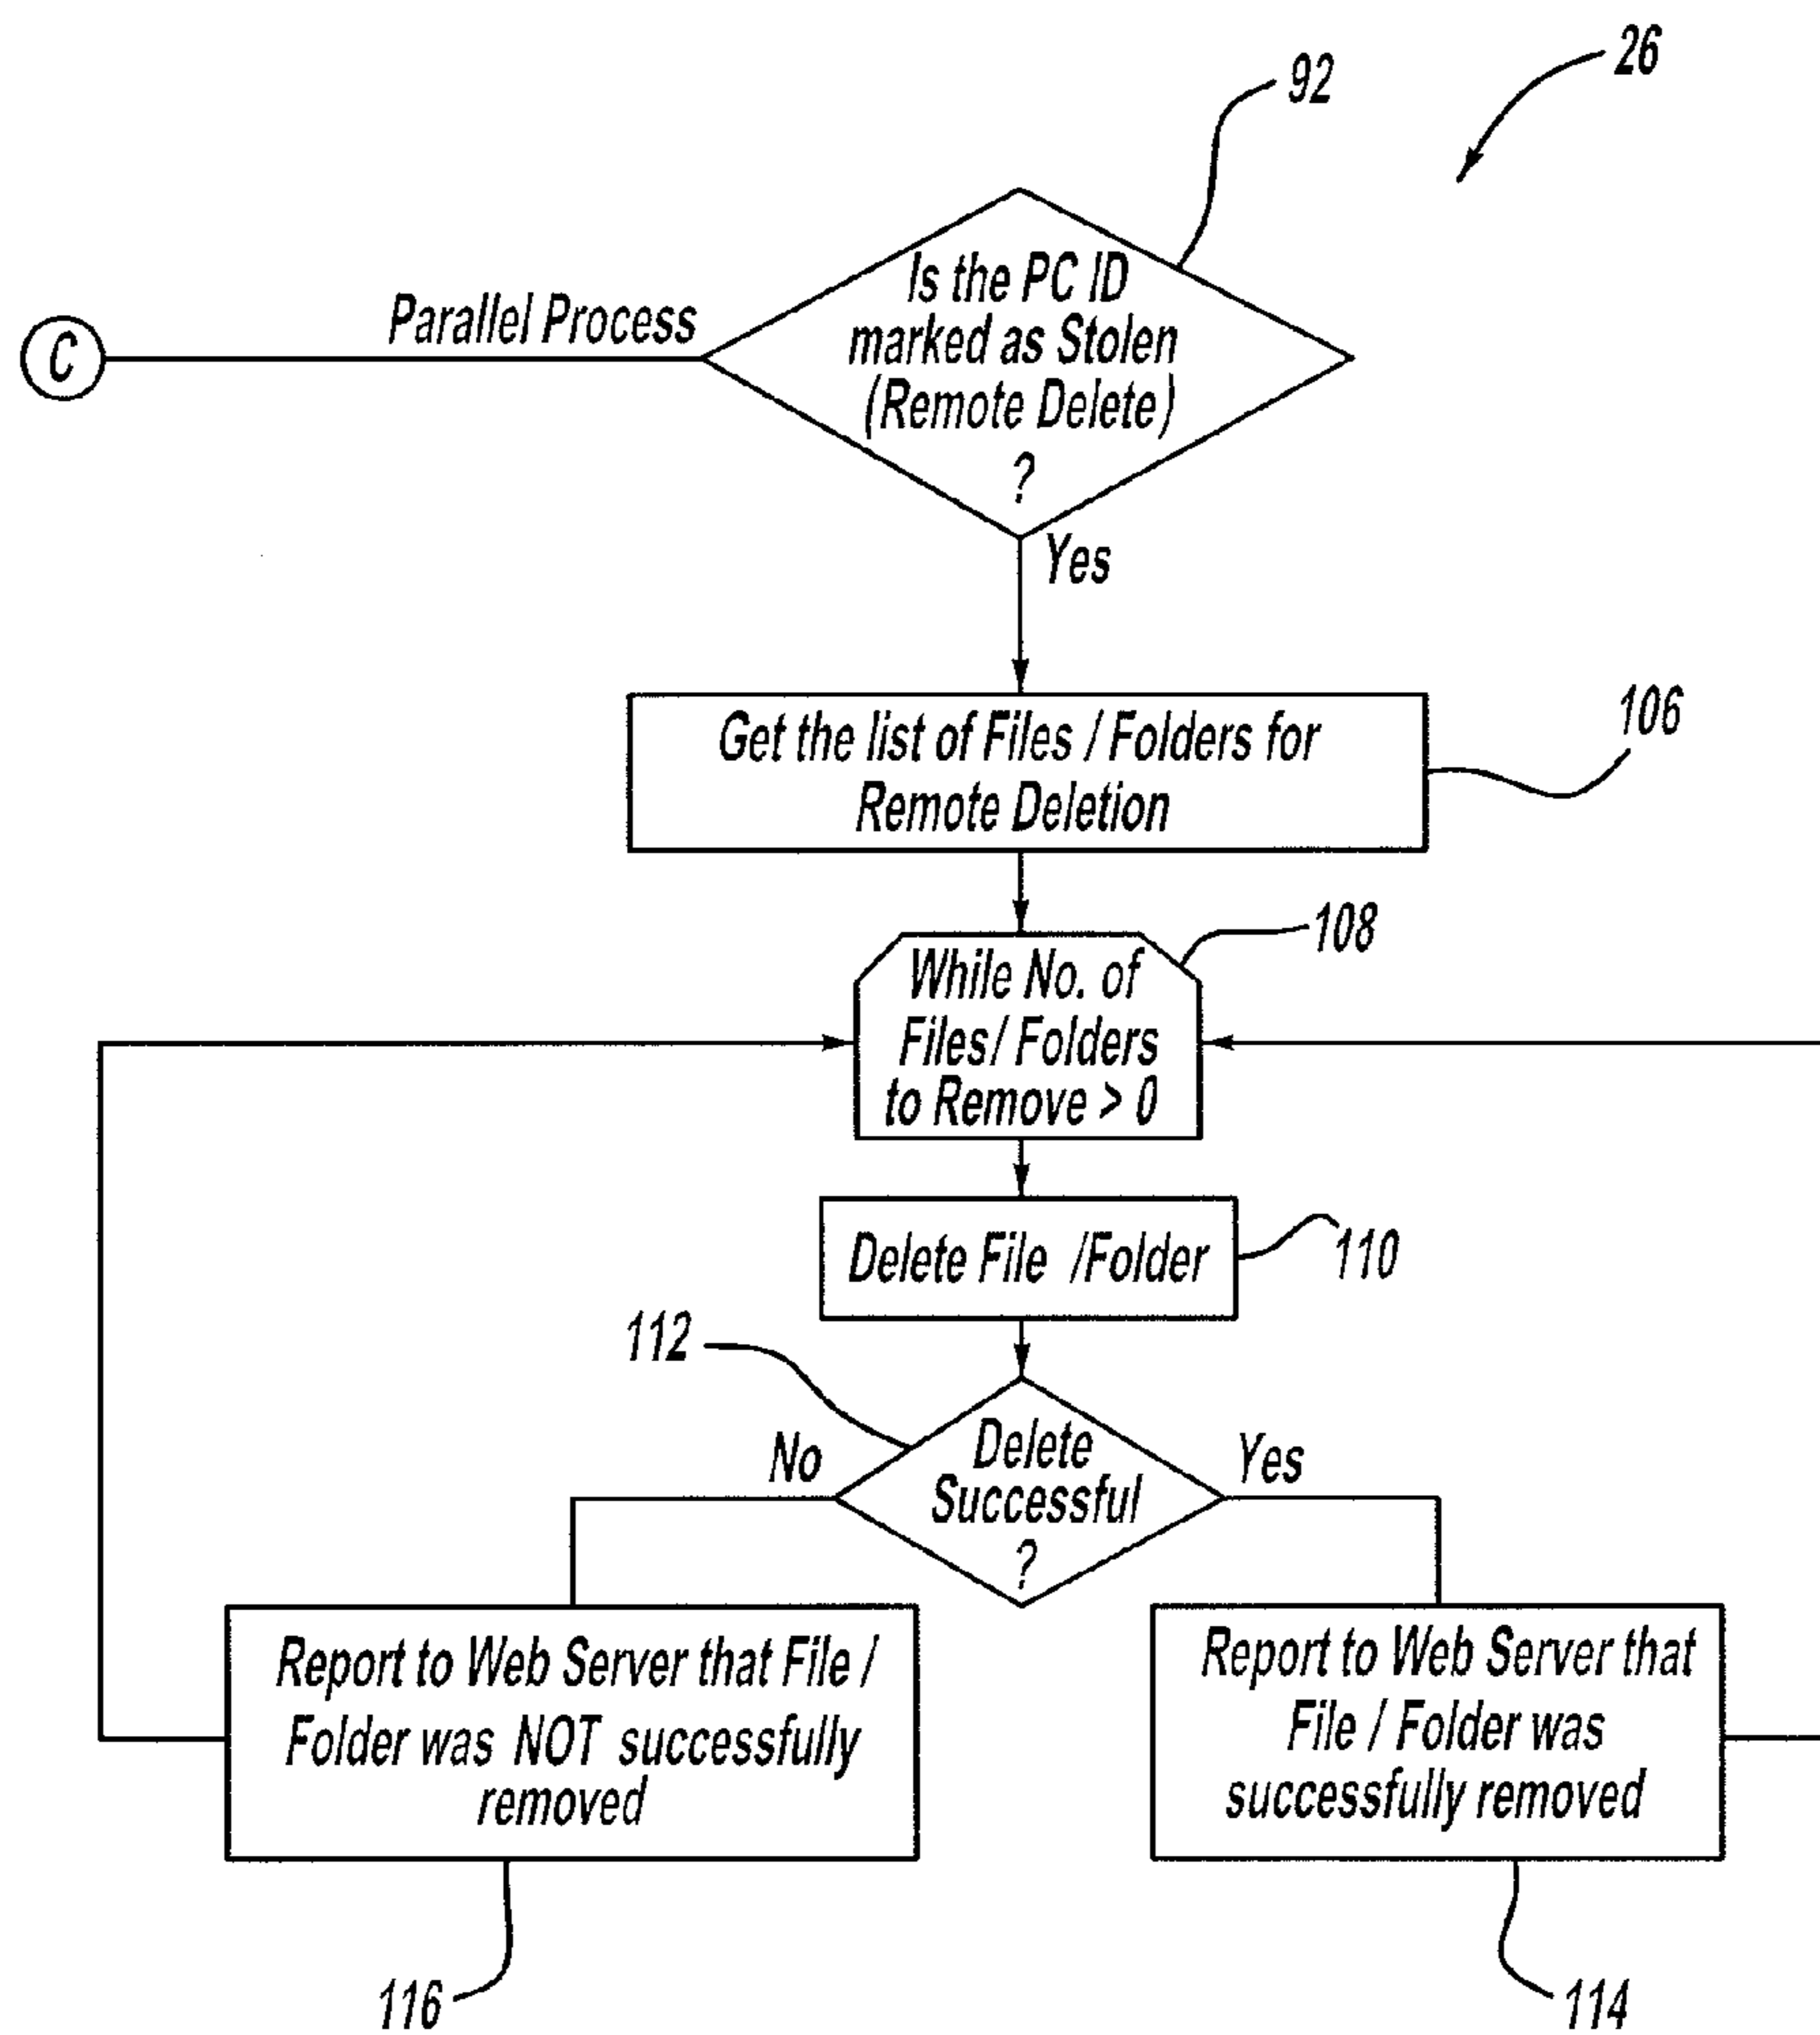 26
92
Is the PC ID
marked as Stolen
(Remote Delete)
?
Parallel Process
C
Yes
Get the list of Files / Folders for
Remote Deletion
106
While No. of
Files/ Folders
to Remove > 0
108
Delete File /Folder
110
112
Delete
Successful
?
No
Yes
Report to Web Server that File /
Folder was NOT successfully
removed
Report to Web Server that
File / Folder was
successfully removed
116
114